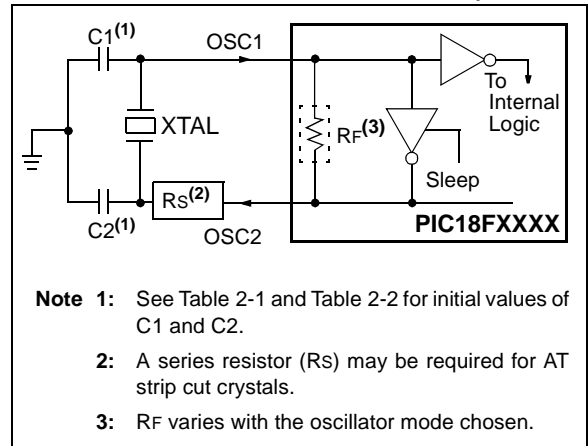 C1(1)
OSC1
To
Internal
Logic
XTAL
RF(3)
Sleep
C2(1)
RS(2)
OSC2
PIC18FXXXX
Note 1: See Table 2-1 and Table 2-2 for initial values of
C1 and C2.
2: A series resistor (RS) may be required for AT
strip cut crystals.
3: RF varies with the oscillator mode chosen.